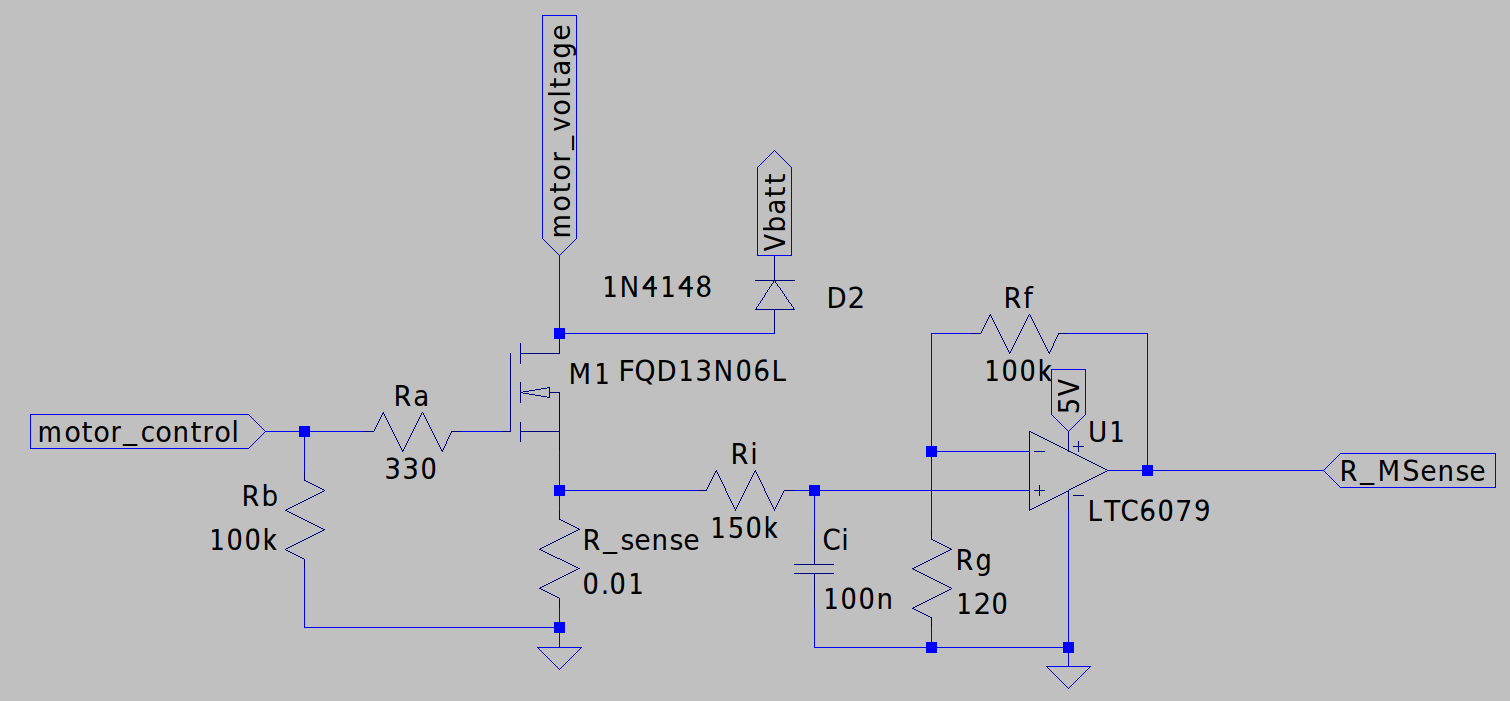 motor_voltage
Vbatt
1N4148
D2
Rf
100k
M1
FQD13N06L
5V
Ra
330
motor_control
U1
Ri
150k
R_MSense
LTC6079
Rb
100k
R_sense
0.01
Ci
100n
Rg
120